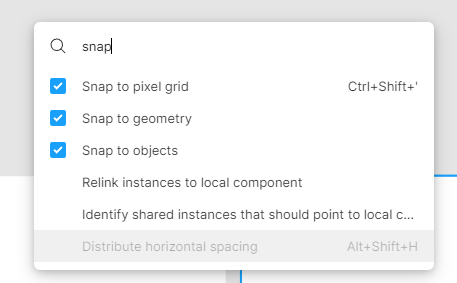 snap
Snap to pixel grid Ctrl+Shift+'
Snap to geometry
Snap to objects
Relink instances to local component
Identify shared instances that should point to local c...
Distribute horizontal spacing Alt+Shift+H